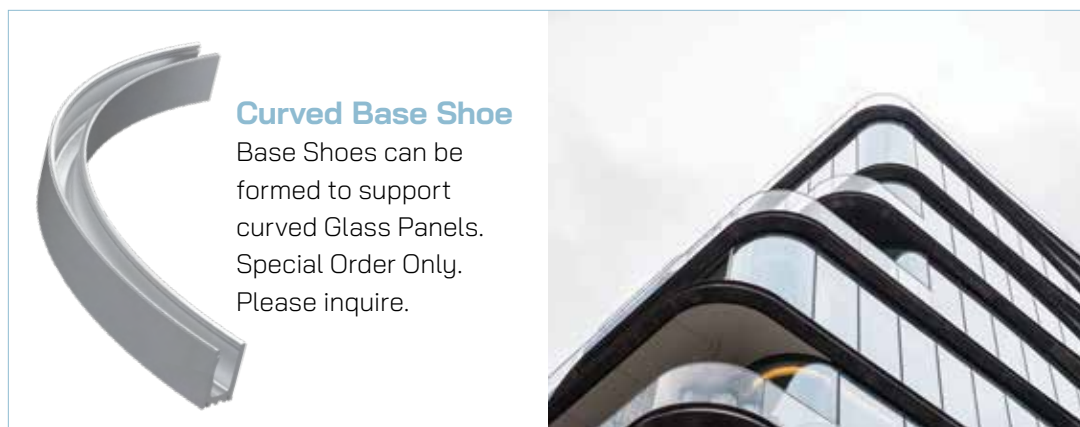 Curved Base Shoe
Base Shoes can be
formed to support
curved Glass Panels.
Special Order Only.
Please inquire.